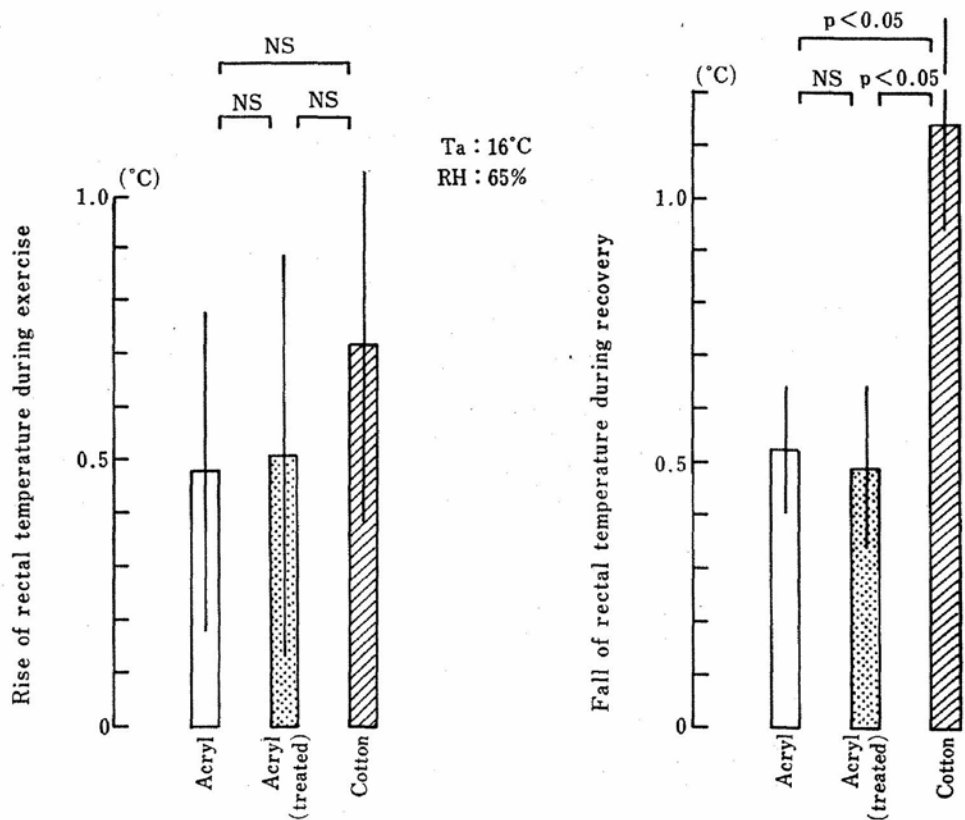 NS
NS
NS
(°C)
1.0
0.5
0
Rise of rectal temperature during exercise
Acryl
Acryl
(treated)
Cotton
Ta : 16°C
RH : 65%
p<0.05
(°C)
NS
p<0.05
1.0
0.5
0
Fall of rectal temperature during recovery
Acryl
Acryl
(treated)
Cotton